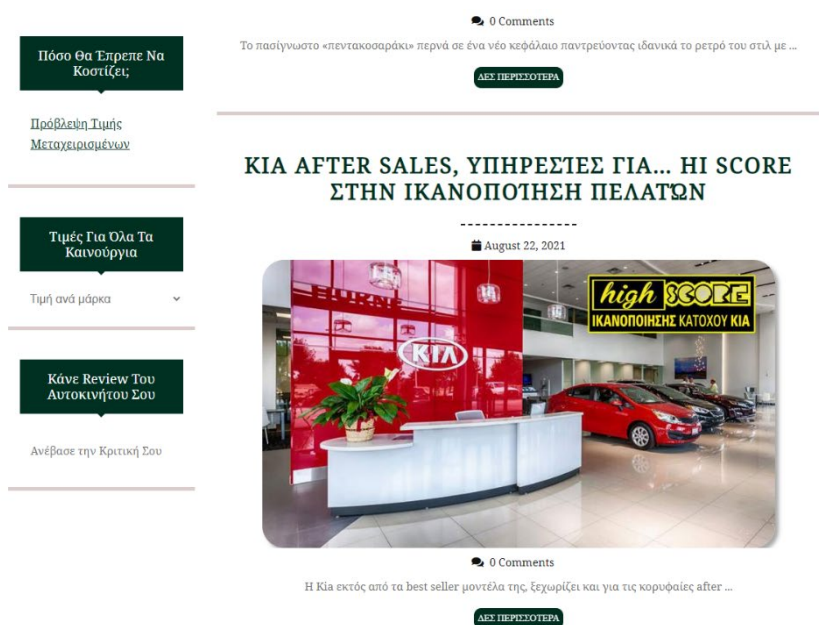 Πόσο Θα Έπρεπε Να
Κοστίζει;
Πρόβλεψη Τιμής
Μεταχειρισμένων
Τιμές Για Όλα Τα
Καινούργια
Τιμή ανά μάρκα
Κάνε Review Του
Αυτοκινήτου Σου
Ανέβασε την Κριτική Σου
0 Comments
Το πασίγνωστο «πεντακοσαράκι» περνά σε ένα νέο κεφάλαιο παντρεύοντας ιδανικά το ρετρό του στιλ με ...
ΔΕΣ ΠΕΡΙΣΣΟΤΕΡΑ
KIA AFTER SALES, ΥΠΗΡΕΣΊΕΣ ΓΙΑ... HI SCORE
ΣΤΗΝ ΙΚΑΝΟΠΟΊΗΣΗ ΠΕΛΑΤΏΝ
----------------
August 22, 2021
high SCORE
ΙΚΑΝΟΠΟΙΗΣΗΣ ΚΑΤΟΧΟΥ ΚΙΑ
KIA
0 Comments
Η Kia εκτός από τα best seller μοντέλα της, ξεχωρίζει και για τις κορυφαίες after ...
ΔΕΣ ΠΕΡΙΣΣΟΤΕΡΑ